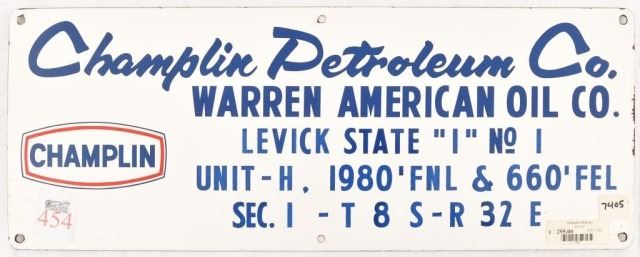 Champlin Petroleum Co.
WARREN AMERICAN OIL CO.
CHAMPLIN
LEVICK STATE "1" Nº 1
UNIT-H, 1980'FNL & 660'FEL
SEC. 1 - T 8 S-R 32 E
454
7405